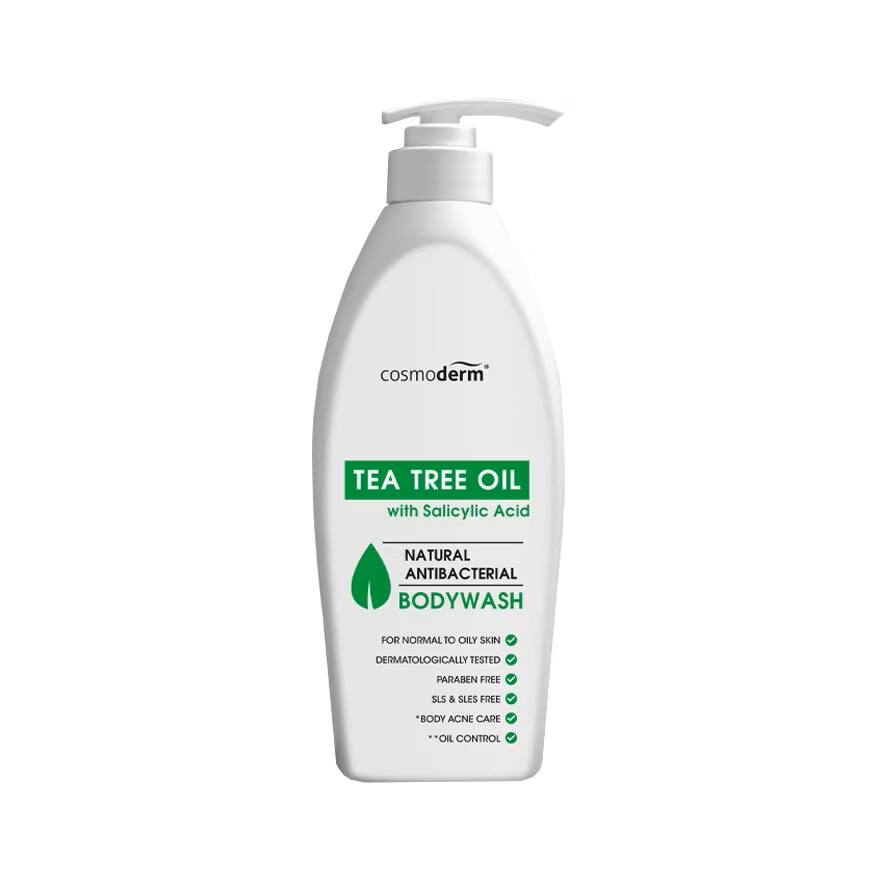 cosmoderm®
TEA TREE OIL
with Salicylic Acid
NATURAL
ANTIBACTERIAL
BODYWASH
FOR NORMAL TO OILY SKIN
DERMATOLOGICALLY TESTED
PARABEN FREE
SLS & SLES FREE
*BODY ACNE CARE
**OIL CONTROL